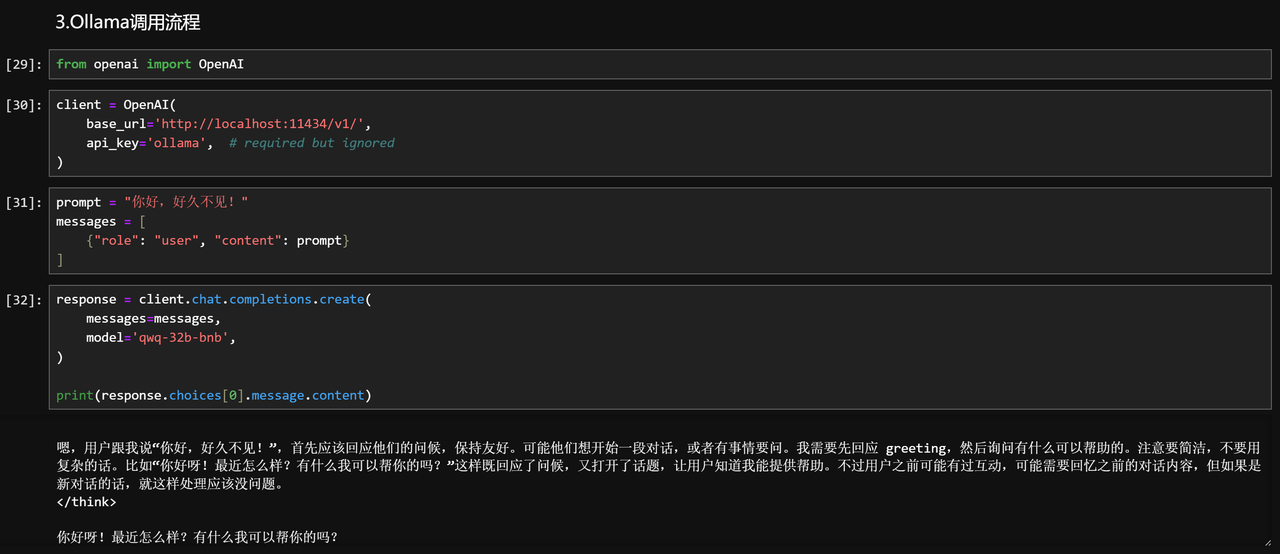 3.Ollama调用流程
[29]: from openai import OpenAI
[30]: client = OpenAI(
    base_url='http://localhost:11434/v1/',
    api_key='ollama',  # required but ignored
)
[31]: prompt = "你好，好久不见！"
messages = [
    {"role": "user", "content": prompt}
]
[32]: response = client.chat.completions.create(
    messages=messages,
    model='qwq-32b-bnb',
)
print(response.choices[0].message.content)
嗯，用户跟我说“你好，好久不见！”，首先应该回应他们的问候，保持友好。可能他们想开始一段对话，或者有事情要问。我需要先回应 greeting，然后询问有什么可以帮助的。注意要简洁，不要用
复杂的话。比如“你好呀！最近怎么样？有什么我可以帮你的吗？”这样既回应了问候，又打开了话题，让用户知道我能提供帮助。不过用户之前可能有过互动，可能需要回忆之前的对话内容，但如果是
新对话的话，就这样处理应该没问题。
</think>
你好呀！最近怎么样？有什么我可以帮你的吗？